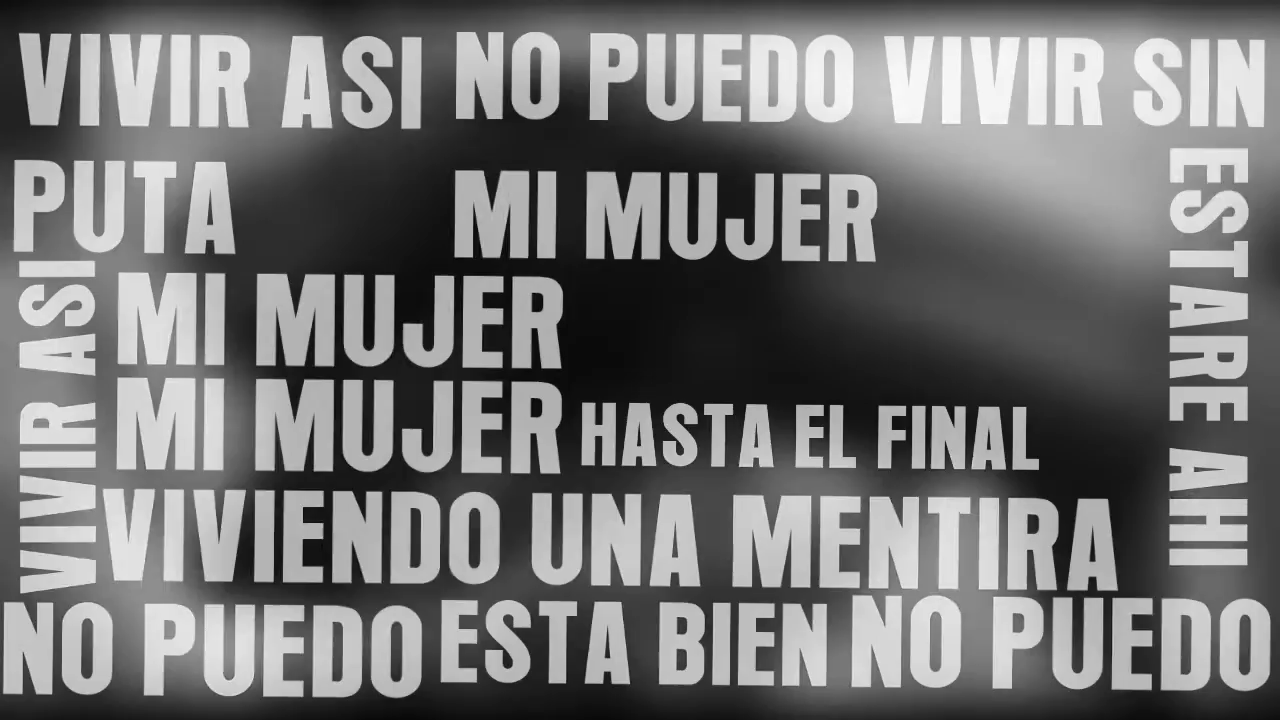 VIVIR ASI NO PUEDO VIVIR SIN
PUTA MI MUJER
ESTARE AHI
VIVIR ASI
MI MUJER
MI MUJER HASTA EL FINAL
VIVIENDO UNA MENTIRA
NO PUEDO ESTA BIEN NO PUEDO